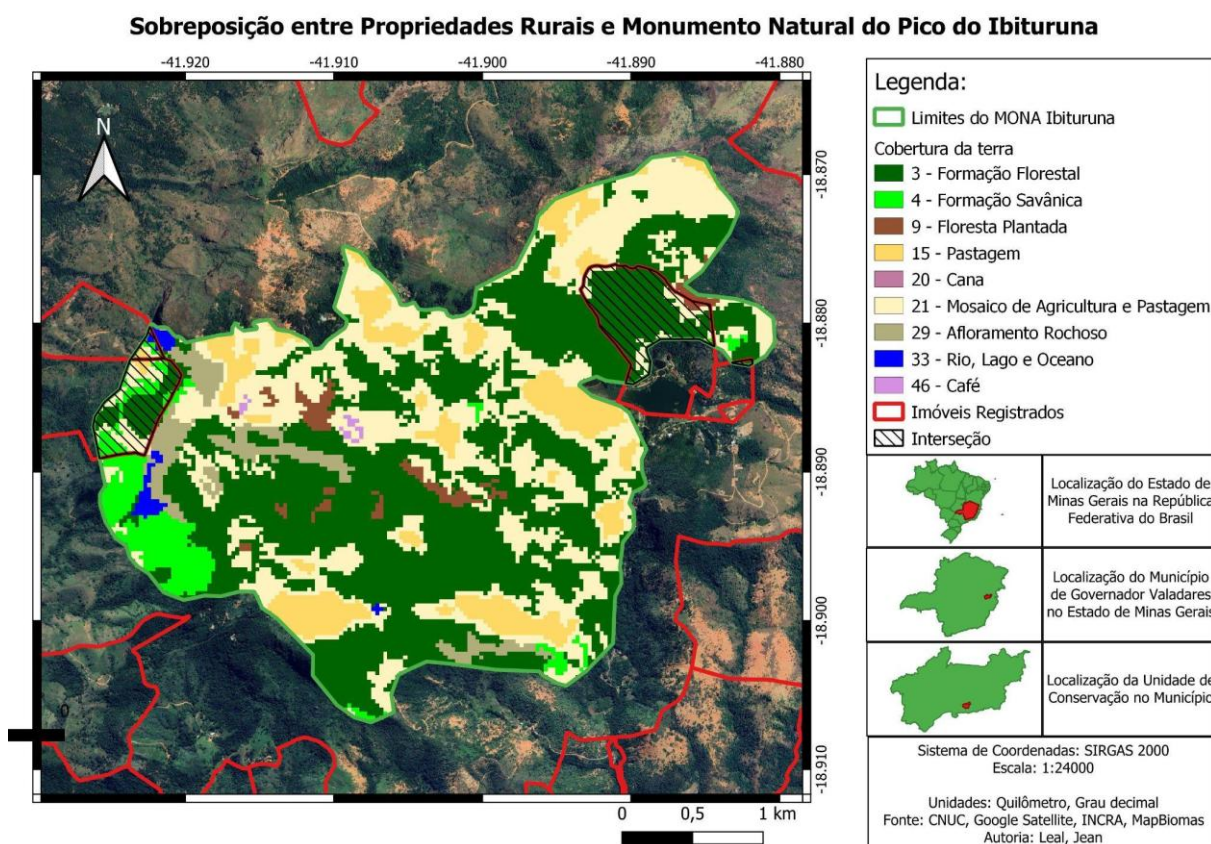 Sobreposição entre Propriedades Rurais e Monumento Natural do Pico do Ibituruna
-41.920
-41.910
-41.900
-41.890
-41.880
N
-18.870
-18.880
-18.890
-18.900
-18.910
0
0
0,5
1 km
Legenda:
Limites do MONA Ibituruna
Cobertura da terra
3 - Formação Florestal
4 - Formação Savânica
9 - Floresta Plantada
15 - Pastagem
20 - Cana
21 - Mosaico de Agricultura e Pastagem
29 - Afloramento Rochoso
33 - Rio, Lago e Oceano
46 - Café
Imóveis Registrados
Interseção
Localização do Estado de
Minas Gerais na República
Federativa do Brasil
Localização do Município
de Governador Valadares
no Estado de Minas Gerais
Localização da Unidade de
Conservação no Município
Sistema de Coordenadas: SIRGAS 2000
Escala: 1:24000
Unidades: Quilômetro, Grau decimal
Fonte: CNUC, Google Satellite, INCRA, MapBiomas
Autoria: Leal, Jean